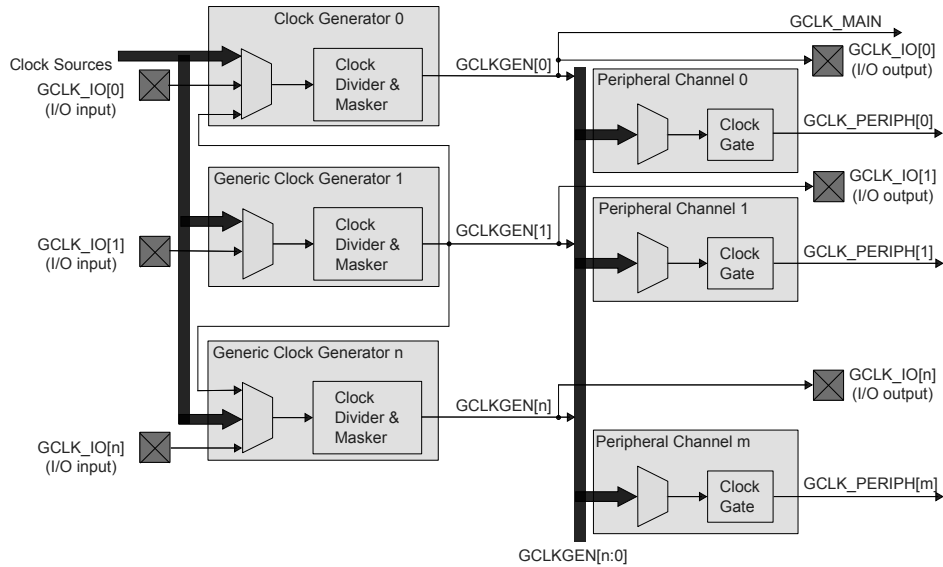 Clock Generator 0
Clock Sources
GCLK_IO[0]
(I/O input)
Clock
Divider &
Masker
GCLKGEN[0]
GCLK_MAIN
GCLK_IO[0]
(I/O output)
Peripheral Channel 0
Clock
Gate
GCLK_PERIPH[0]
Generic Clock Generator 1
GCLK_IO[1]
(I/O input)
Clock
Divider &
Masker
GCLKGEN[1]
GCLK_IO[1]
(I/O output)
Peripheral Channel 1
Clock
Gate
GCLK_PERIPH[1]
Generic Clock Generator n
GCLK_IO[n]
(I/O input)
Clock
Divider &
Masker
GCLKGEN[n]
GCLK_IO[n]
(I/O output)
Peripheral Channel m
Clock
Gate
GCLK_PERIPH[m]
GCLKGEN[n:0]